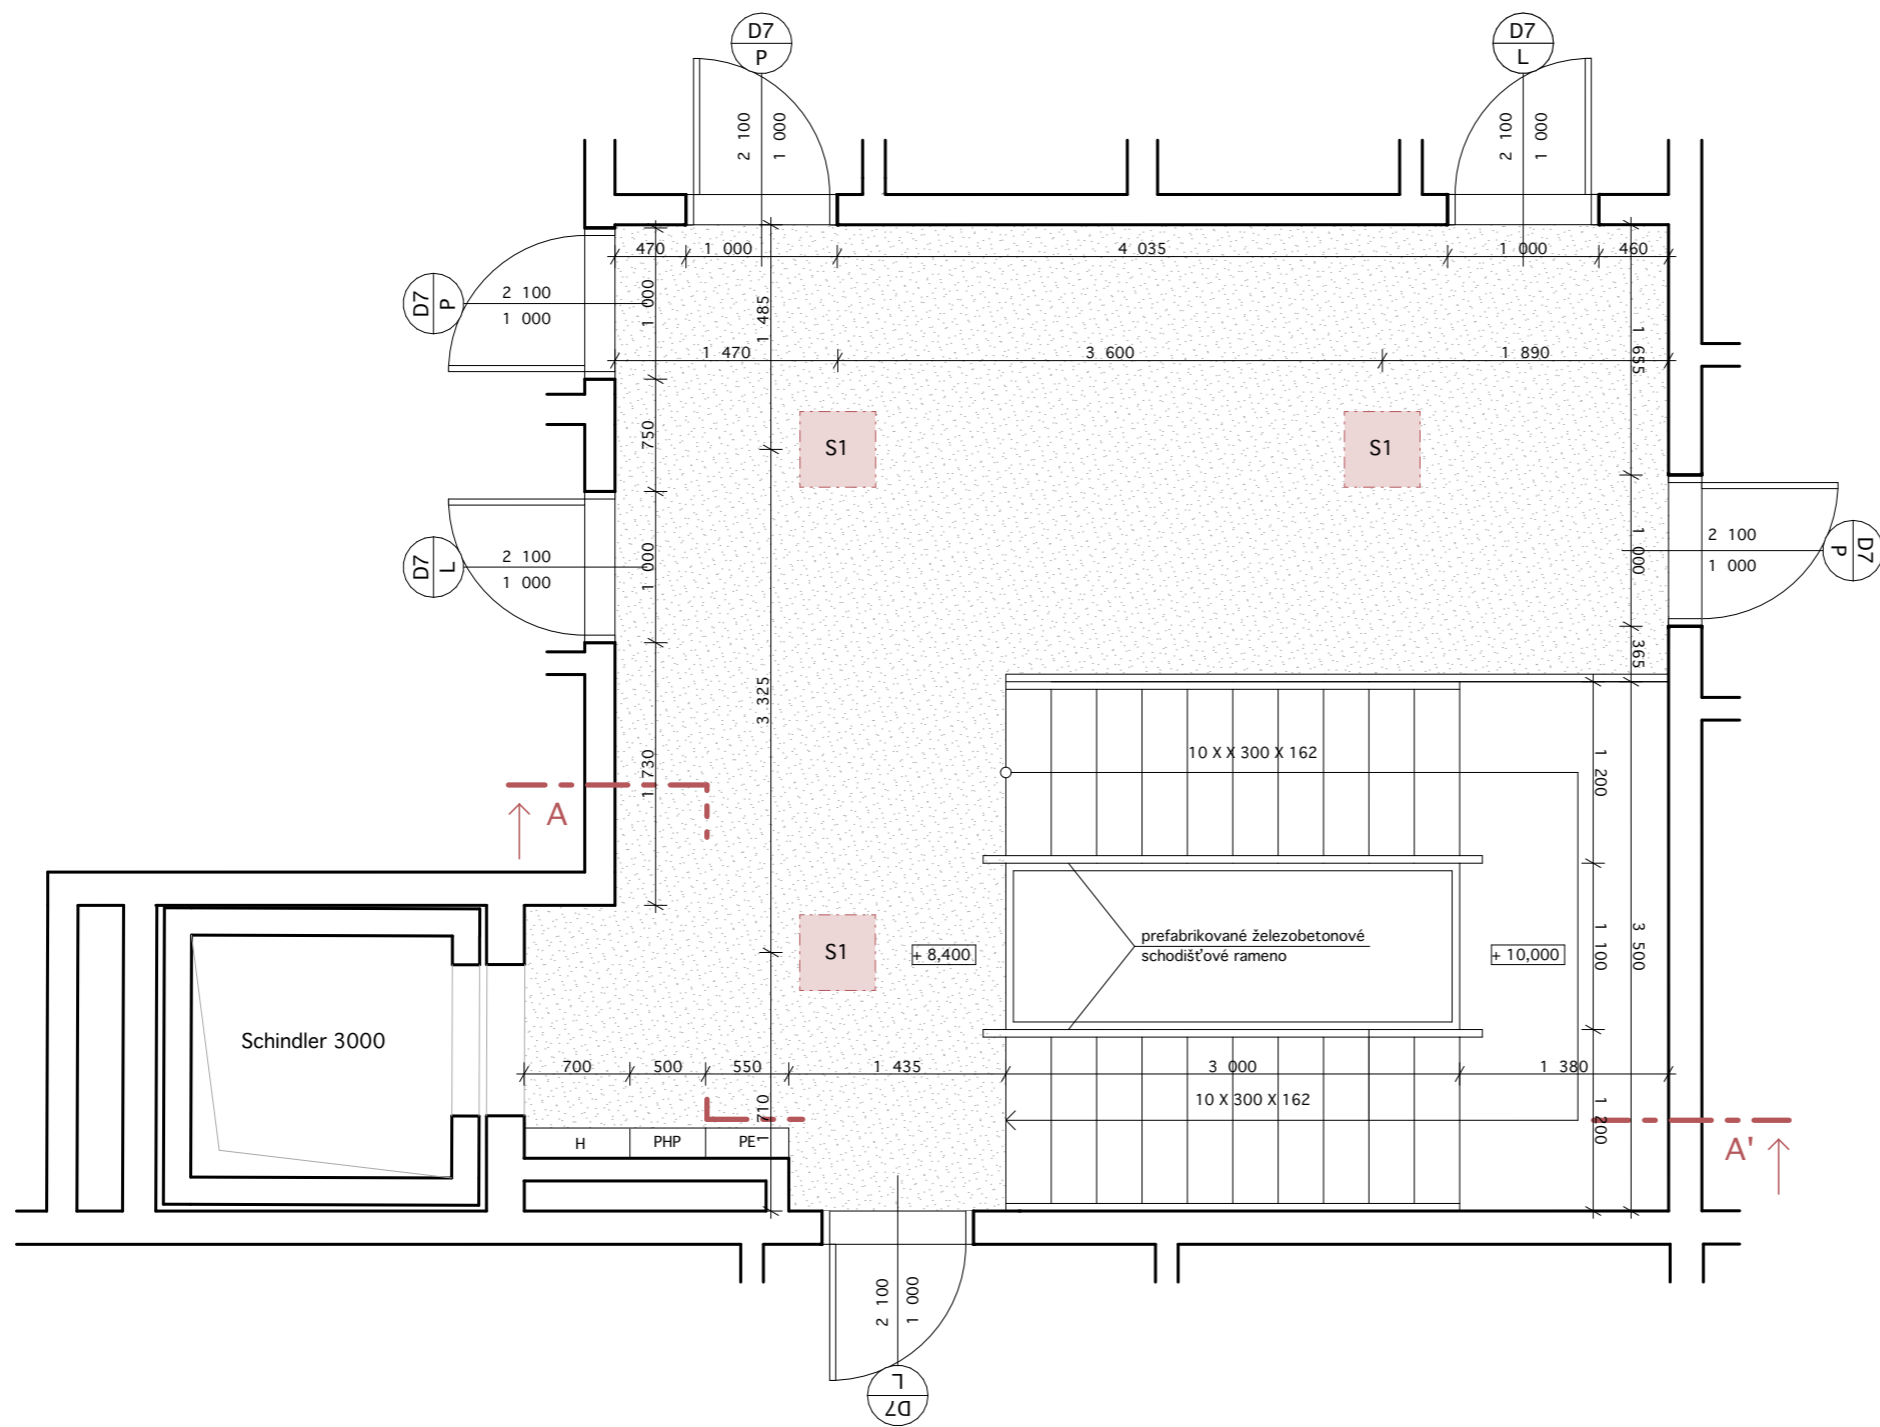 D7
P
D7
L
2 100
1 000
2 100
1 000
470
1 000
4 035
1 000
460
D7
P
2 100
1 000
1 000
1 485
1 655
1 470
3 600
1 890
750
S1
S1
D7
L
2 100
1 000
1 000
1 000
2 100
1 000
D7
P
365
3 325
1 730
10 X X 300 X 162
1 200
A
S1
+ 8,400
prefabrikované železobetonové
schodišťové rameno
+ 10,000
1 100
3 500
Schindler 3000
700
500
550
1 435
3 000
1 380
1 710
10 X 300 X 162
1 200
H
PHP
PE
A'
2 100
1 000
L
D7